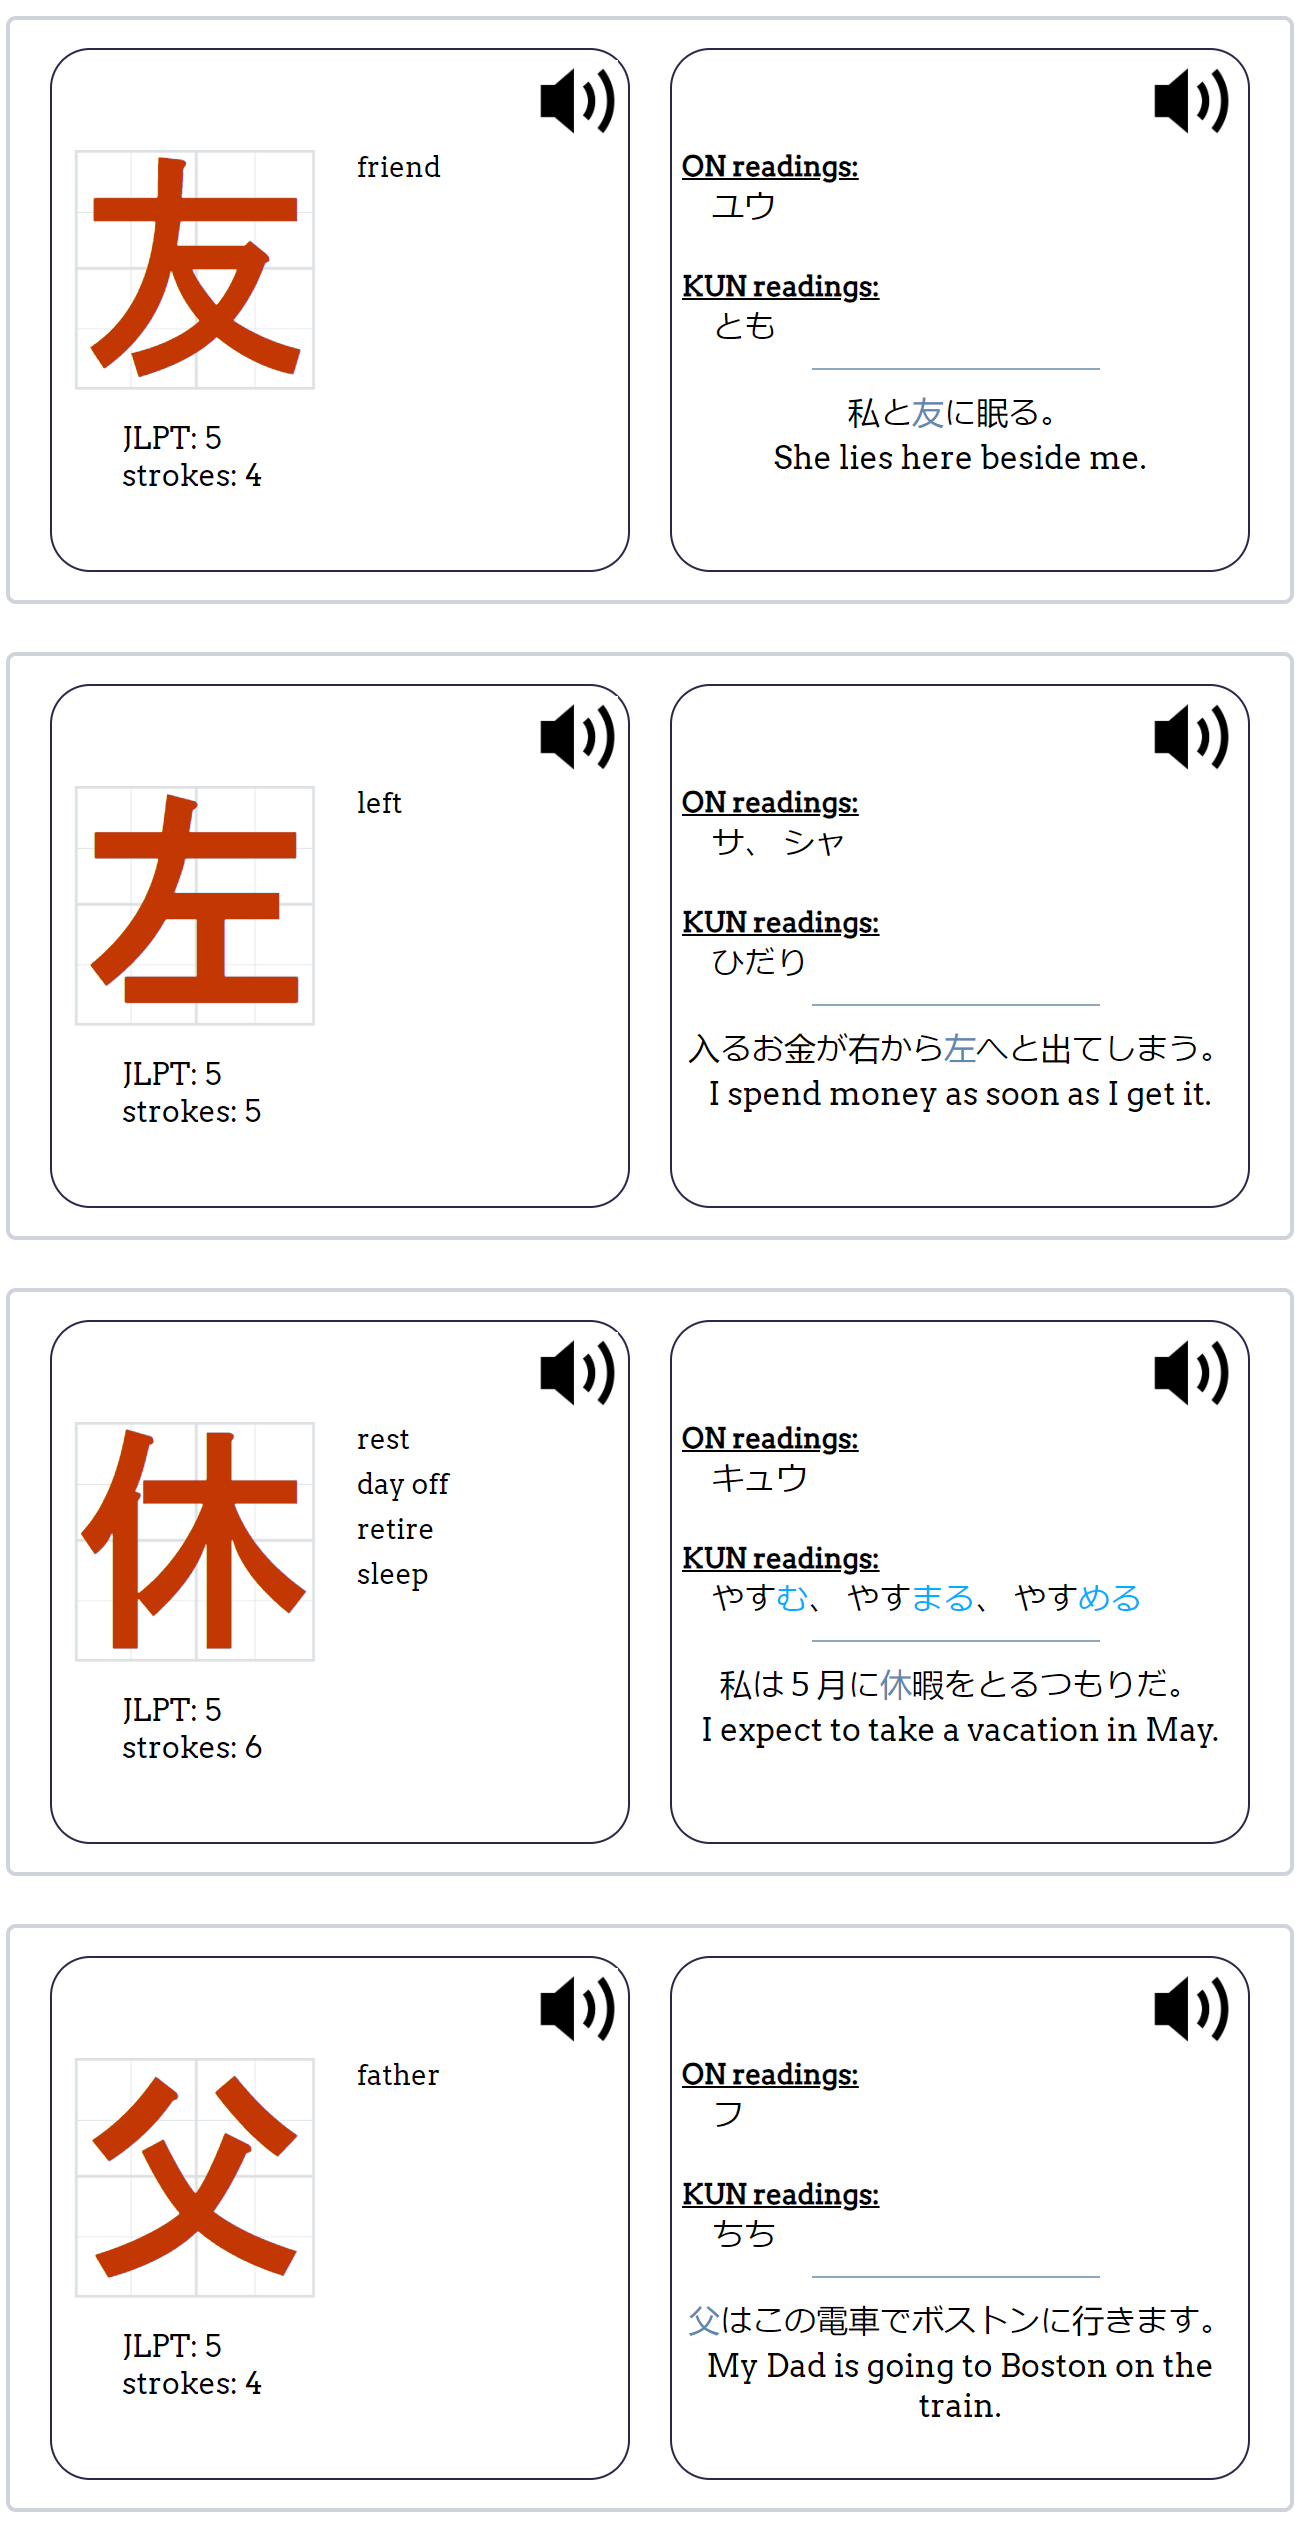 友
friend
JLPT: 5
strokes: 4
ON readings:
ユウ
KUN readings:
とも
私と友に眠る。
She lies here beside me.
左
left
JLPT: 5
strokes: 5
ON readings:
サ、 シャ
KUN readings:
ひだり
入るお金が右から左へと出てしまう。
I spend money as soon as I get it.
休
rest
day off
retire
sleep
JLPT: 5
strokes: 6
ON readings:
キュウ
KUN readings:
やすむ、 やすまる、 やすめる
私は５月に休暇をとるつもりだ。
I expect to take a vacation in May.
父
father
JLPT: 5
strokes: 4
ON readings:
フ
KUN readings:
ちち
父はこの電車でボストンに行きます。
My Dad is going to Boston on the
train.